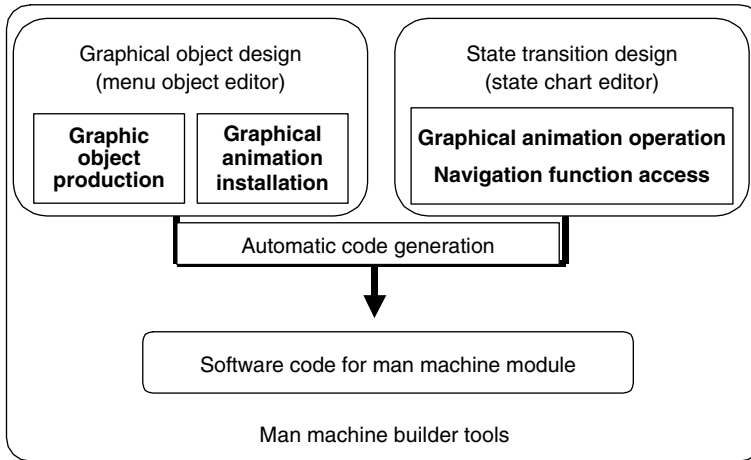 Graphical object design
(menu object editor)
Graphic
object
production
Graphical
animation
installation
State transition design
(state chart editor)
Graphical animation operation
Navigation function access
Automatic code generation
Software code for man machine module
Man machine builder tools